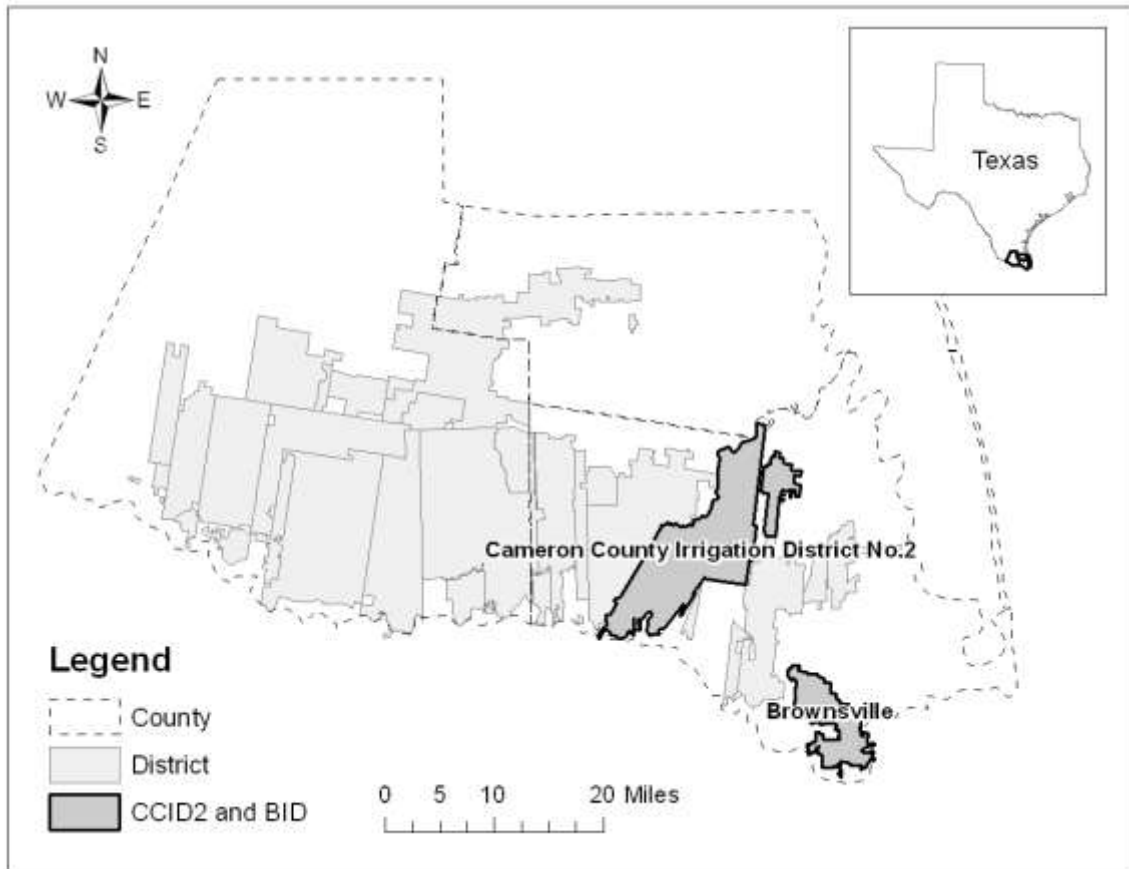 N
W E
S
Texas
Cameron County Irrigation District No.2
Brownsville
Legend
County
District
CCID2 and BID
0 5 10 20 Miles